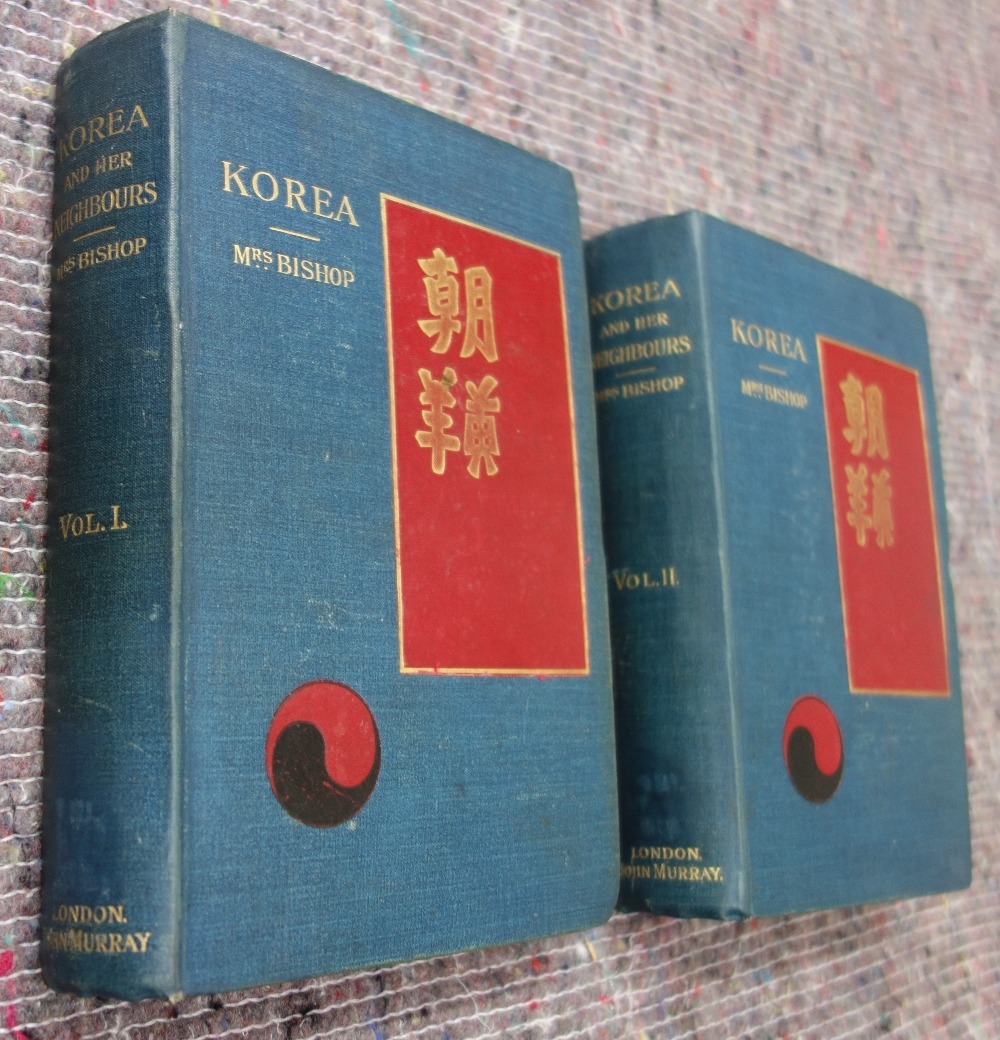 KOREA
AND HER
NEIGHBOURS
MRS BISHOP
VOL. I.
LONDON.
JOHN MURRAY
KOREA
MRS. BISHOP
朝鮮
KOREA
AND HER
NEIGHBOURS
MRS BISHOP
VOL. II.
LONDON.
JOHN MURRAY.
KOREA
MRS. BISHOP
朝鮮